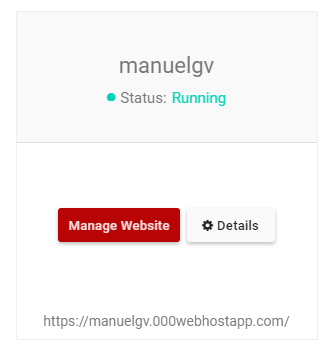 manuelgv
Status: Running
Manage Website
Details
https://manuelgv.000webhostapp.com/